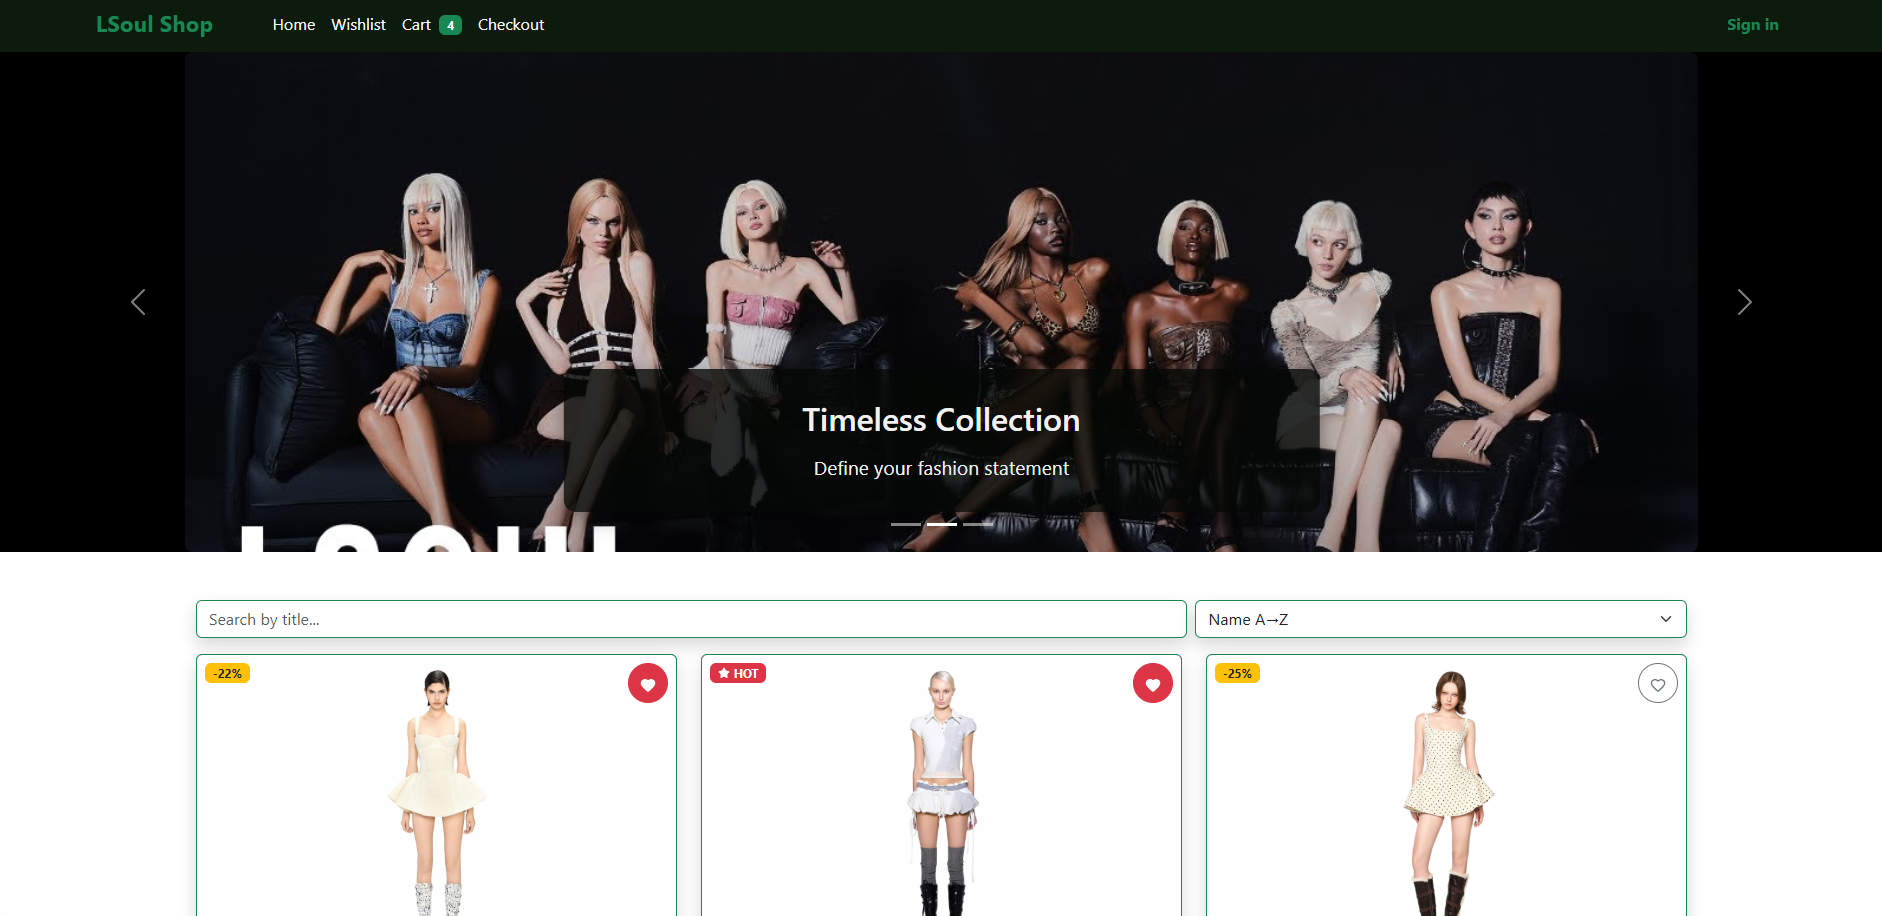 LSoul Shop
Home Wishlist Cart 4 Checkout
Sign in
Timeless Collection
Define your fashion statement
Search by title...
Name A→Z
-22%
HOT
-25%